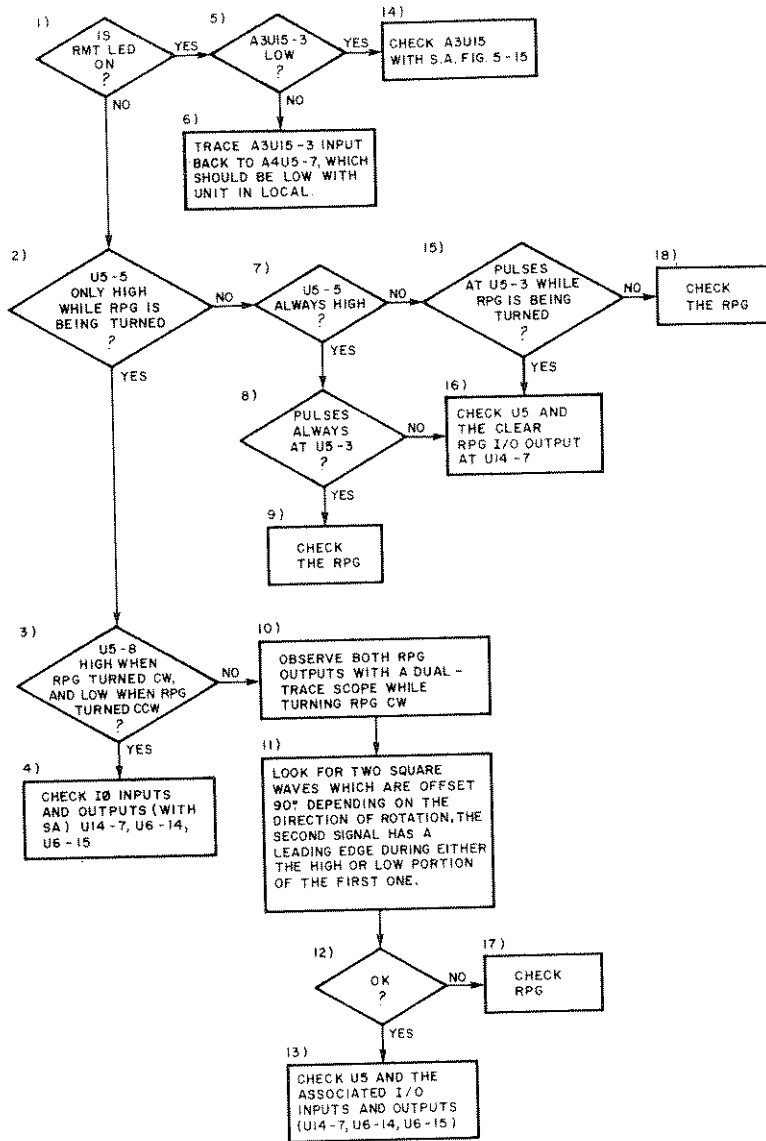 1)
IS
RMT LED
ON
?
YES
NO
5)
A3U15-3
LOW
?
YES
NO
14)
CHECK A3U15
WITH S.A. FIG. 5-15
6)
TRACE A3U15-3 INPUT
BACK TO A4U5-7, WHICH
SHOULD BE LOW WITH
UNIT IN LOCAL.
2)
U5-5
ONLY HIGH
WHILE RPG IS
BEING TURNED
?
NO
YES
7)
U5-5
ALWAYS HIGH
?
NO
YES
15)
PULSES
AT U5-3 WHILE
RPG IS BEING
TURNED
?
NO
YES
18)
CHECK
THE RPG
8)
PULSES
ALWAYS
AT U5-3
?
NO
YES
16)
CHECK U5 AND
THE CLEAR
RPG I/O OUTPUT
AT U14-7
9)
CHECK
THE RPG
3)
U5-8
HIGH WHEN
RPG TURNED CW,
AND LOW WHEN RPG
TURNED CCW
?
NO
YES
4)
CHECK IØ INPUTS
AND OUTPUTS (WITH
SA) U14-7, U6-14,
U6-15
10)
OBSERVE BOTH RPG
OUTPUTS WITH A DUAL-
TRACE SCOPE WHILE
TURNING RPG CW
11)
LOOK FOR TWO SQUARE
WAVES WHICH ARE OFFSET
90° DEPENDING ON THE
DIRECTION OF ROTATION, THE
SECOND SIGNAL HAS A
LEADING EDGE DURING EITHER
THE HIGH OR LOW PORTION
OF THE FIRST ONE.
12)
OK
?
NO
YES
17)
CHECK
RPG
13)
CHECK U5 AND THE
ASSOCIATED I/O
INPUTS AND OUTPUTS
(U14-7, U6-14, U6-15)